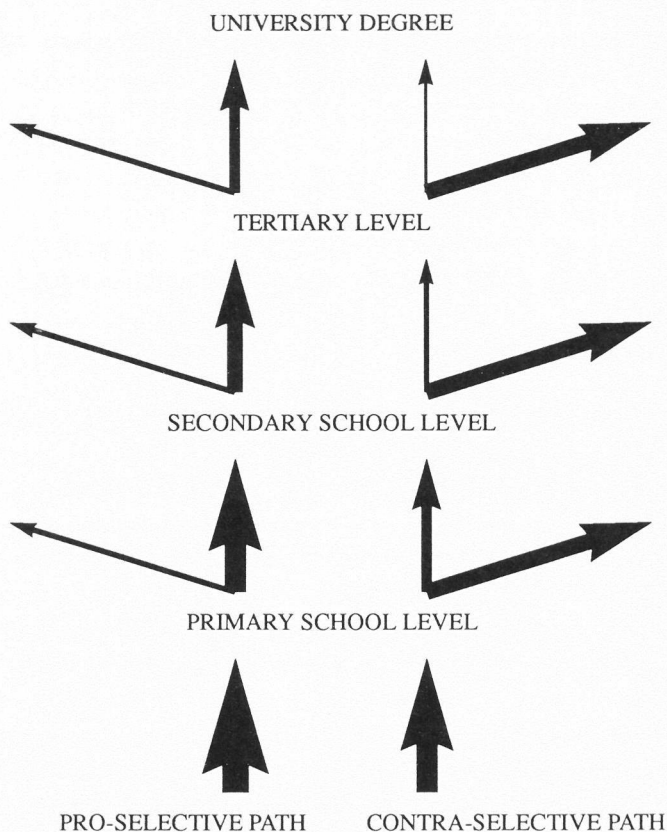 UNIVERSITY DEGREE
TERTIARY LEVEL
SECONDARY SCHOOL LEVEL
PRIMARY SCHOOL LEVEL
PRO-SELECTIVE PATH CONTRA-SELECTIVE PATH